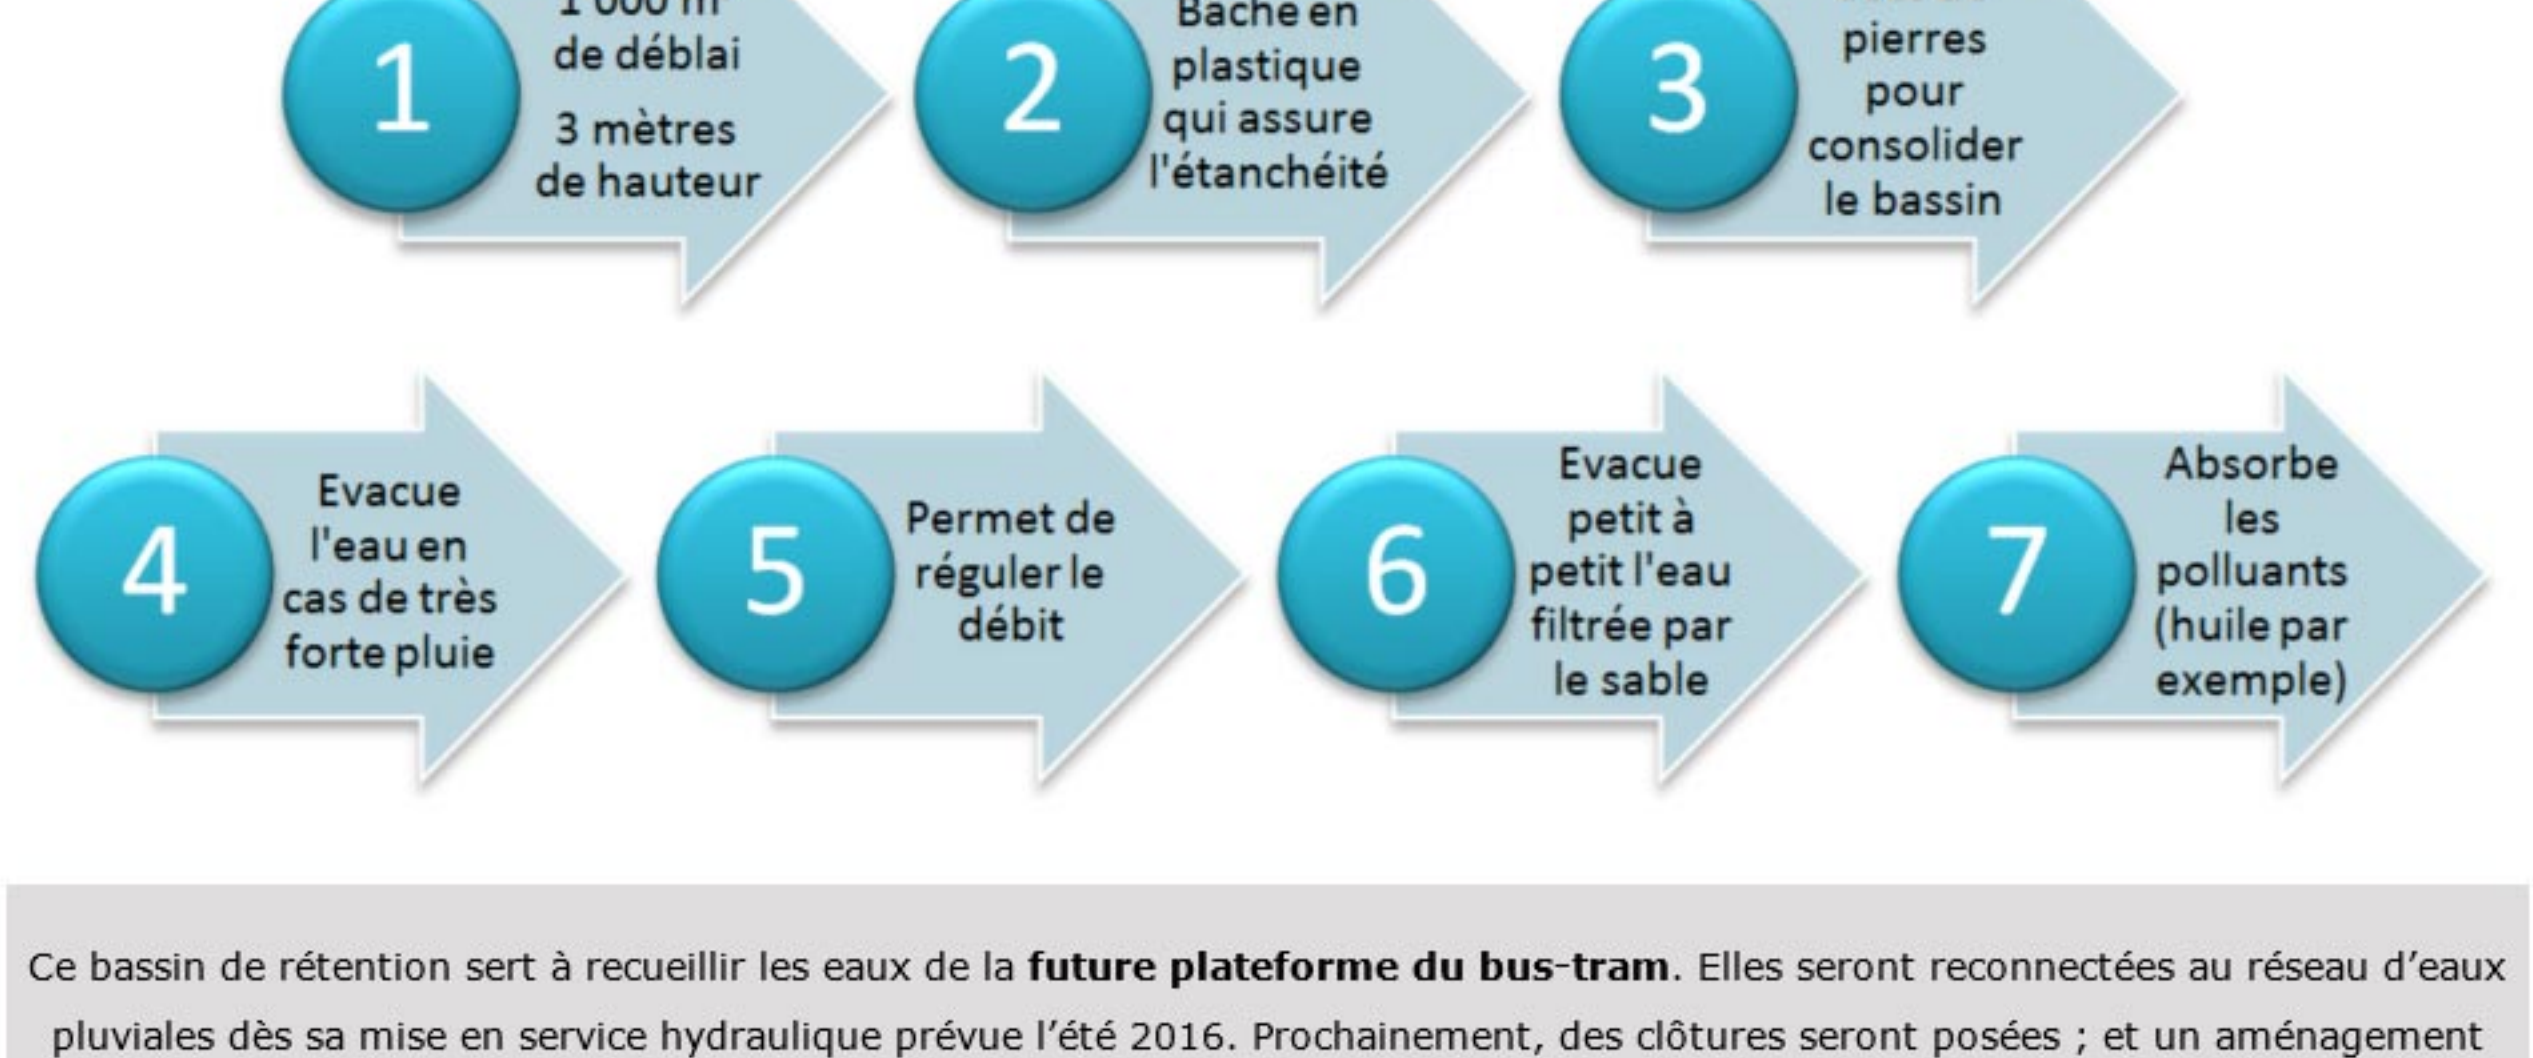 1
1 000 m
de déblai
3 mètres
de hauteur
2
Bache en
plastique
qui assure
l'étanchéité
3
pierres
pour
consolider
le bassin
4
Evacue
l'eau en
cas de très
forte pluie
5
Permet de
réguler le
débit
6
Evacue
petit à
petit l'eau
filtrée par
le sable
7
Absorbe
les
polluants
(huile par
exemple)
Ce bassin de rétention sert à recueillir les eaux de la future plateforme du bus-tram. Elles seront reconnectées au réseau d'eaux
pluviales dès sa mise en service hydraulique prévue l'été 2016. Prochainement, des clôtures seront posées ; et un aménagement